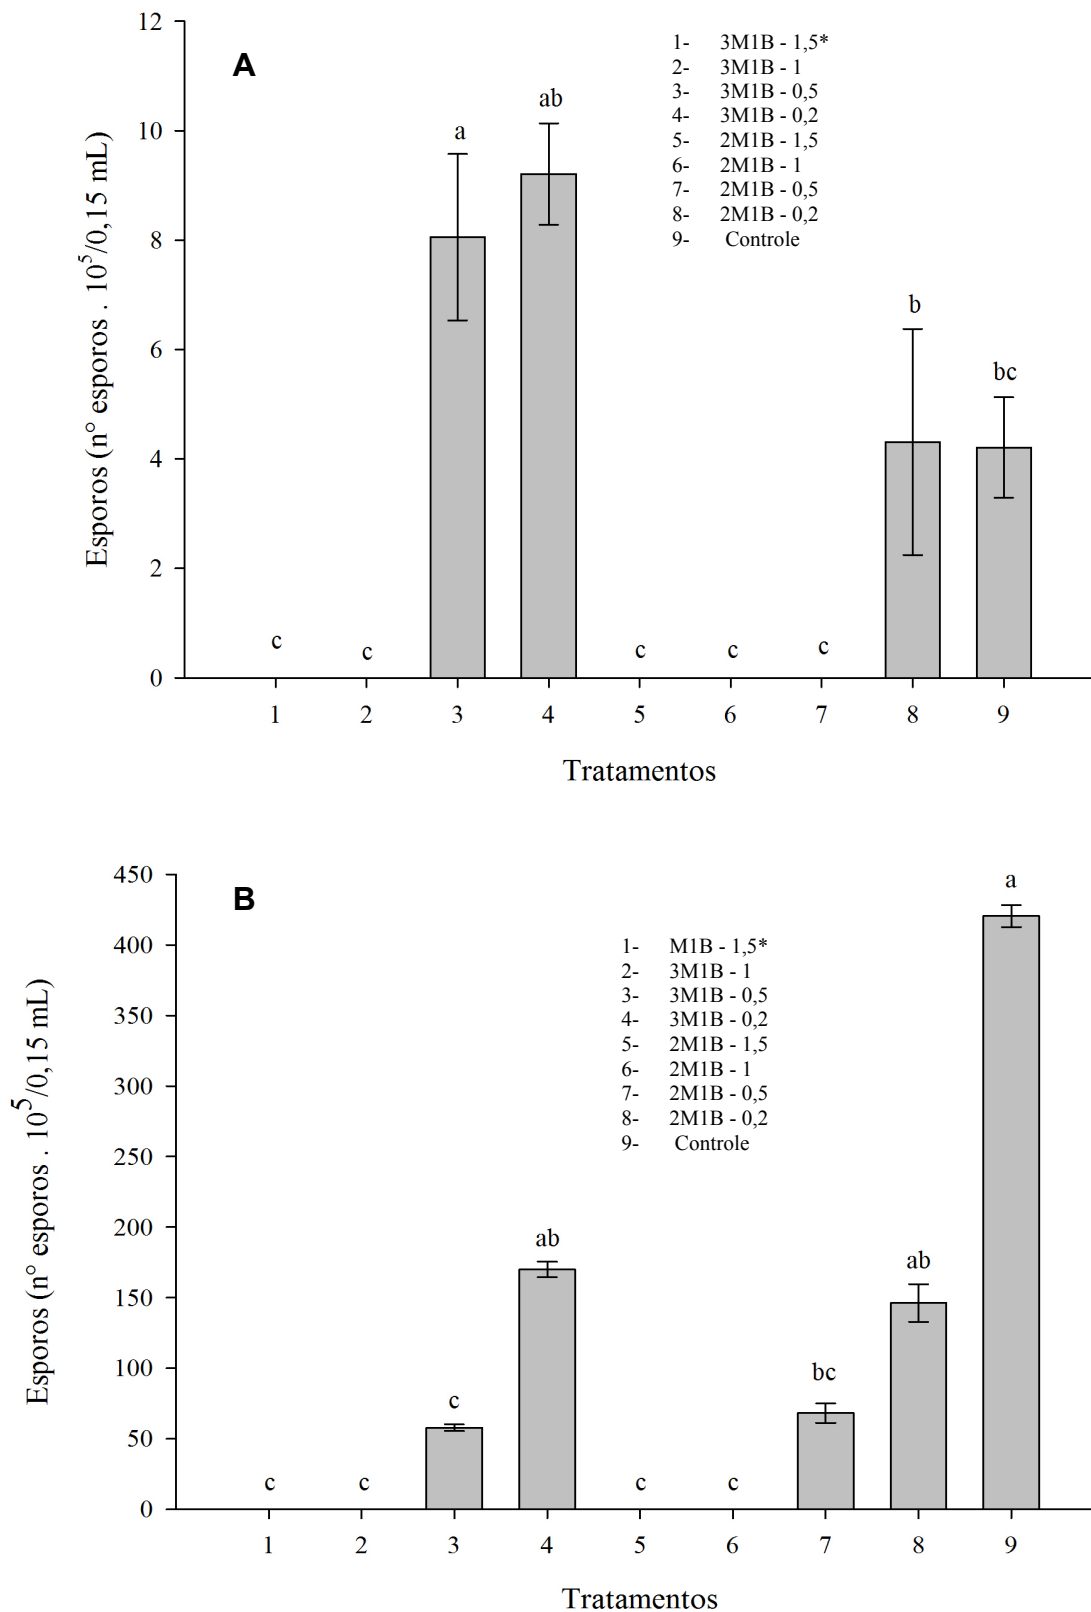 A
12
10
8
6
4
2
0
Esporos (n° esporos . 10⁵/0,15 mL)
1- 3M1B - 1,5*
2- 3M1B - 1
3- 3M1B - 0,5
4- 3M1B - 0,2
5- 2M1B - 1,5
6- 2M1B - 1
7- 2M1B - 0,5
8- 2M1B - 0,2
9- Controle
c c a ab c c c b bc
1 2 3 4 5 6 7 8 9
Tratamentos
B
450
400
350
300
250
200
150
100
50
0
Esporos (n° esporos . 10⁵/0,15 mL)
1- M1B - 1,5*
2- 3M1B - 1
3- 3M1B - 0,5
4- 3M1B - 0,2
5- 2M1B - 1,5
6- 2M1B - 1
7- 2M1B - 0,5
8- 2M1B - 0,2
9- Controle
c c c ab c c bc ab a
1 2 3 4 5 6 7 8 9
Tratamentos